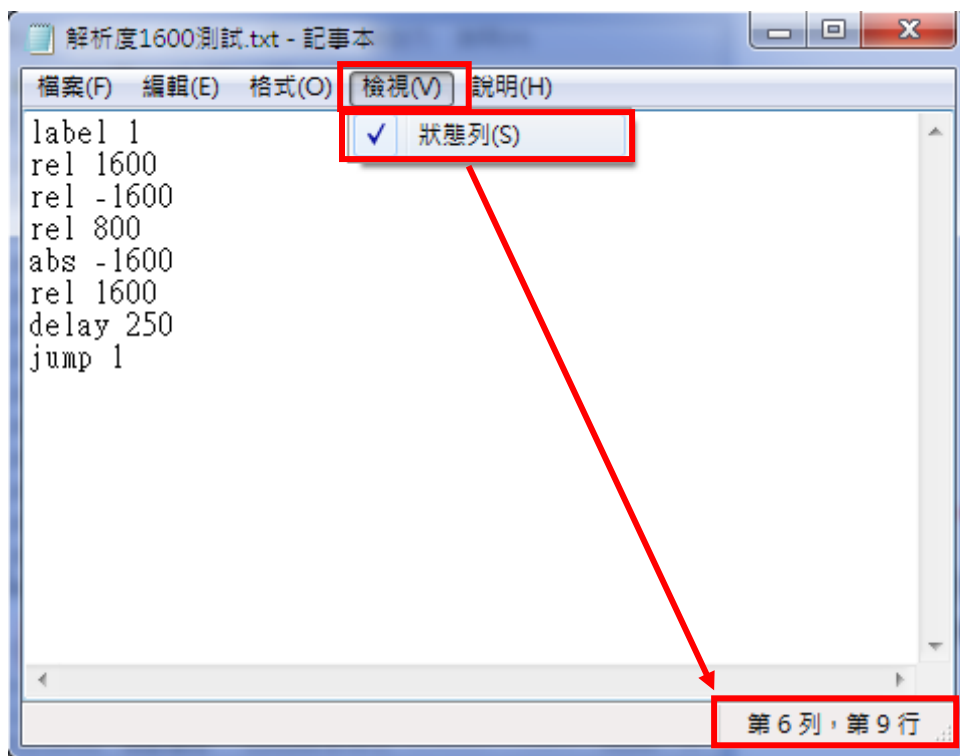 解析度1600測試.txt - 記事本
檔案(F) 編輯(E) 格式(O) 檢視(V) 說明(H)
✓ 狀態列(S)
label 1
rel 1600
rel -1600
rel 800
abs -1600
rel 1600
delay 250
jump 1
第 6 列，第 9 行